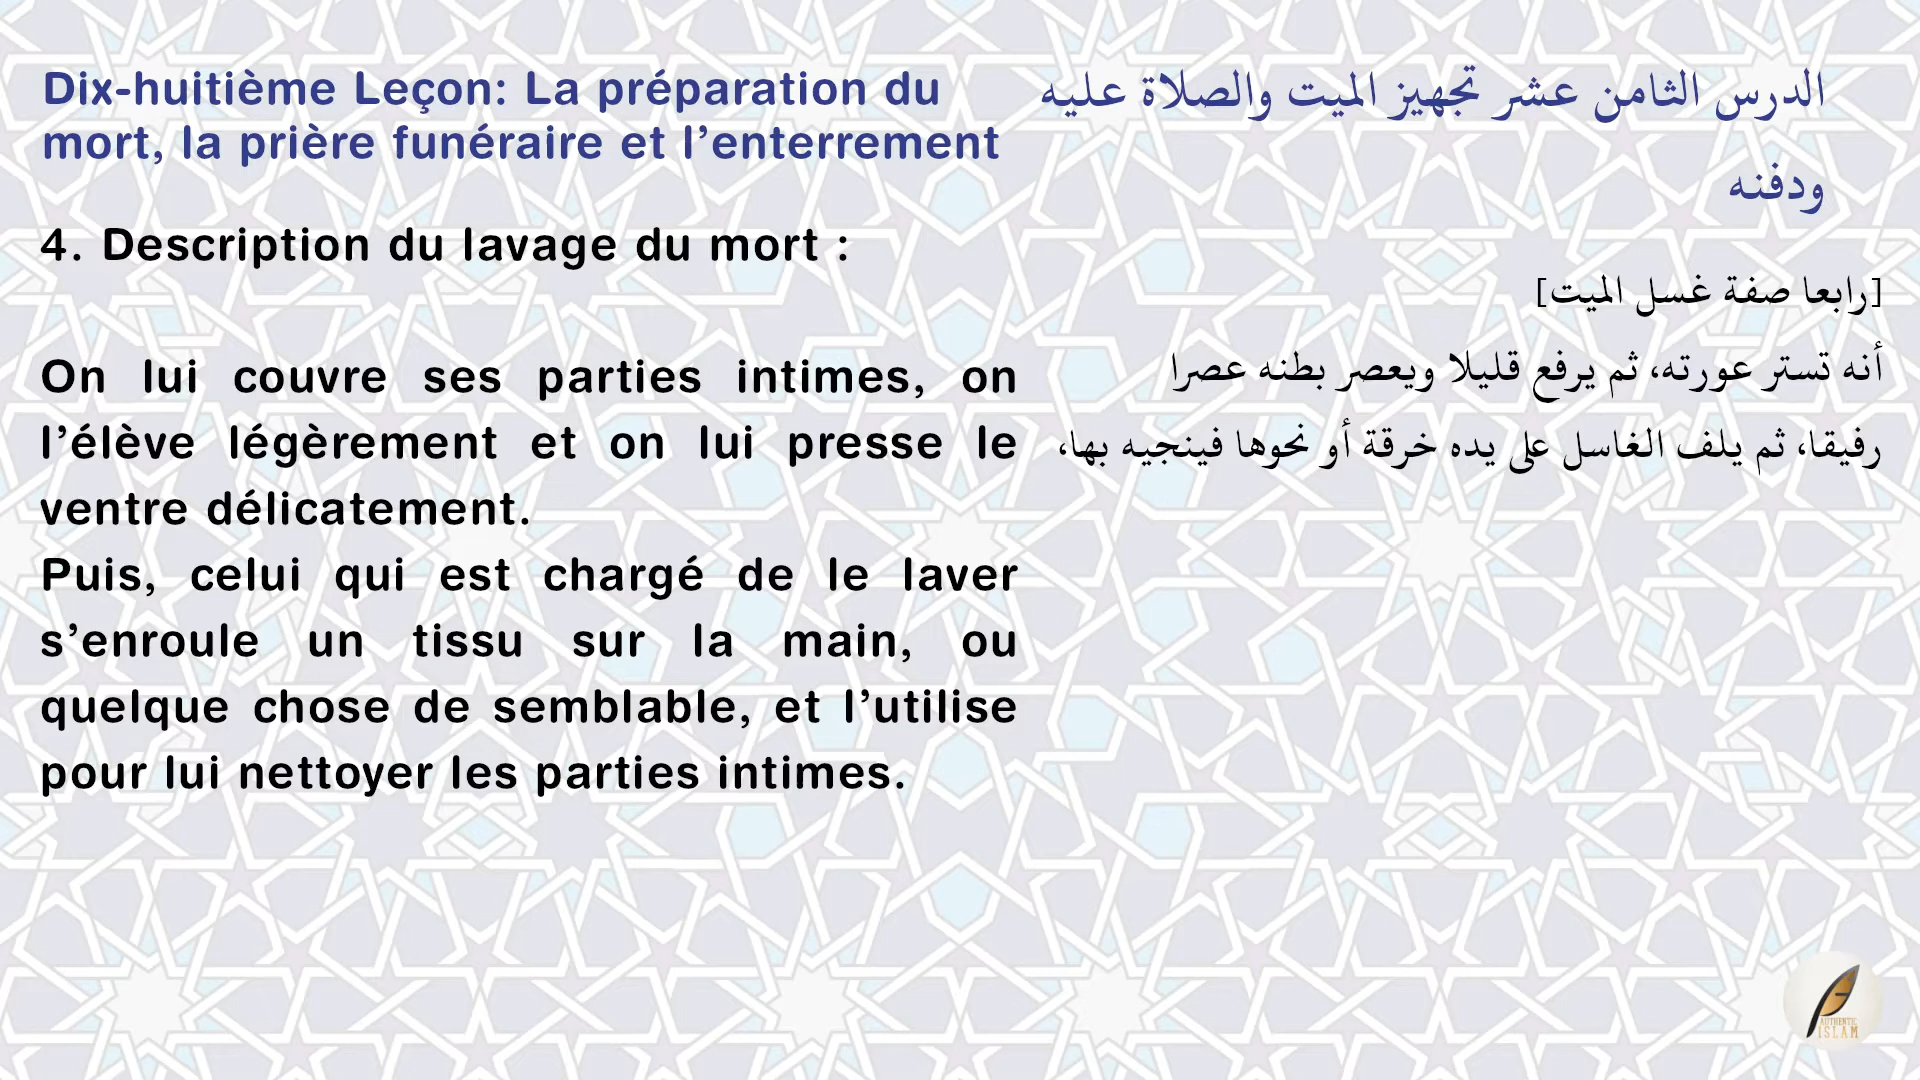 Dix-huitième Leçon: La préparation du
mort, la prière funéraire et l’enterrement
4. Description du lavage du mort :
On lui couvre ses parties intimes, on
l’élève légèrement et on lui presse le
ventre délicatement.
Puis, celui qui est chargé de le laver
s’enroule un tissu sur la main, ou
quelque chose de semblable, et l’utilise
pour lui nettoyer les parties intimes.
الدرس الثامن عشر تجهيز الميت والصلاة عليه
ودفنه
[رابعا صفة غسل الميت]
أنه تستر عورته، ثم يرفع قليلا ويعصر بطنه عصرا
رفيقا، ثم يلف الغاسل على يده خرقة أو نحوها فينجيه بها،
AUTHENTIC
ISLAM